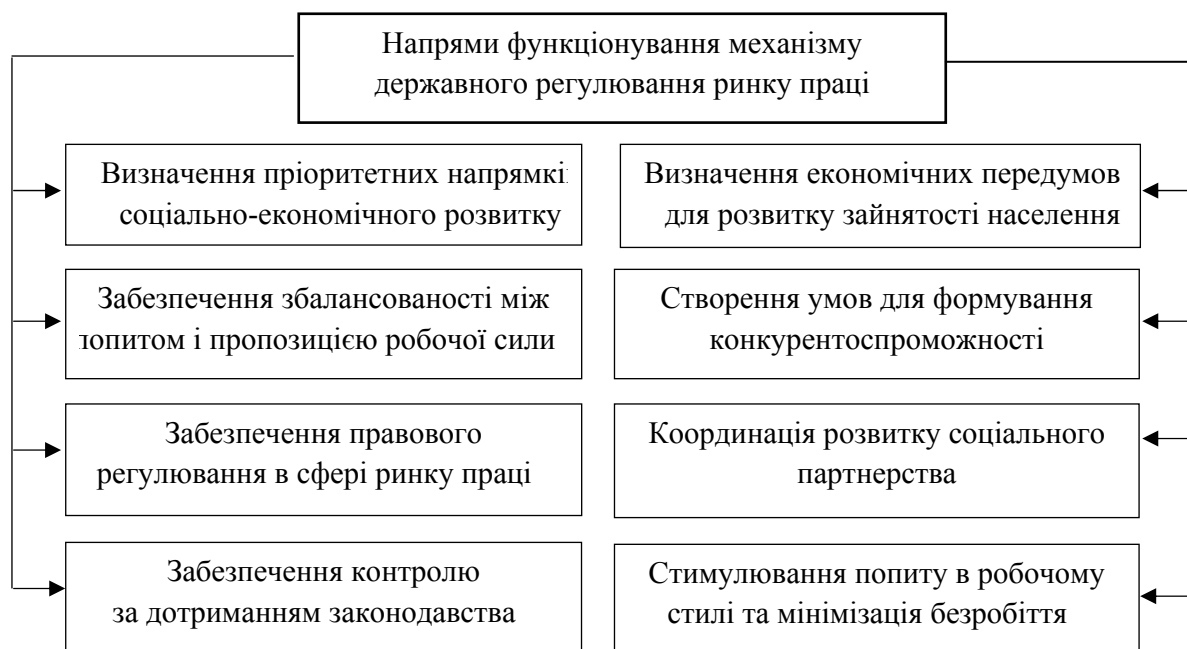 Напрями функціонування механізму
державного регулювання ринку праці
Визначення пріоритетних напрямкі
соціально-економічного розвитку
Визначення економічних передумов
для розвитку зайнятості населення
Забезпечення збалансованості між
попитом і пропозицією робочої сили
Створення умов для формування
конкурентоспроможності
Забезпечення правового
регулювання в сфері ринку праці
Координація розвитку соціального
партнерства
Забезпечення контролю
за дотриманням законодавства
Стимулювання попиту в робочому
стилі та мінімізація безробіття